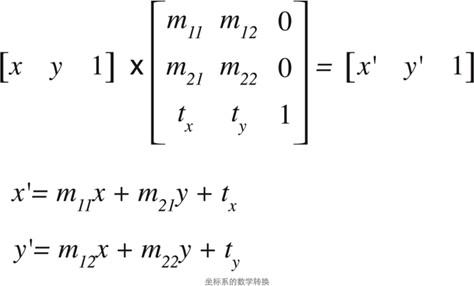 [x y 1] x [m11 m12 0
m21 m22 0
tx ty 1] = [x' y' 1]
x'= m11x + m21y + tx
y'= m12x + m22y + ty
坐标系的数学转换